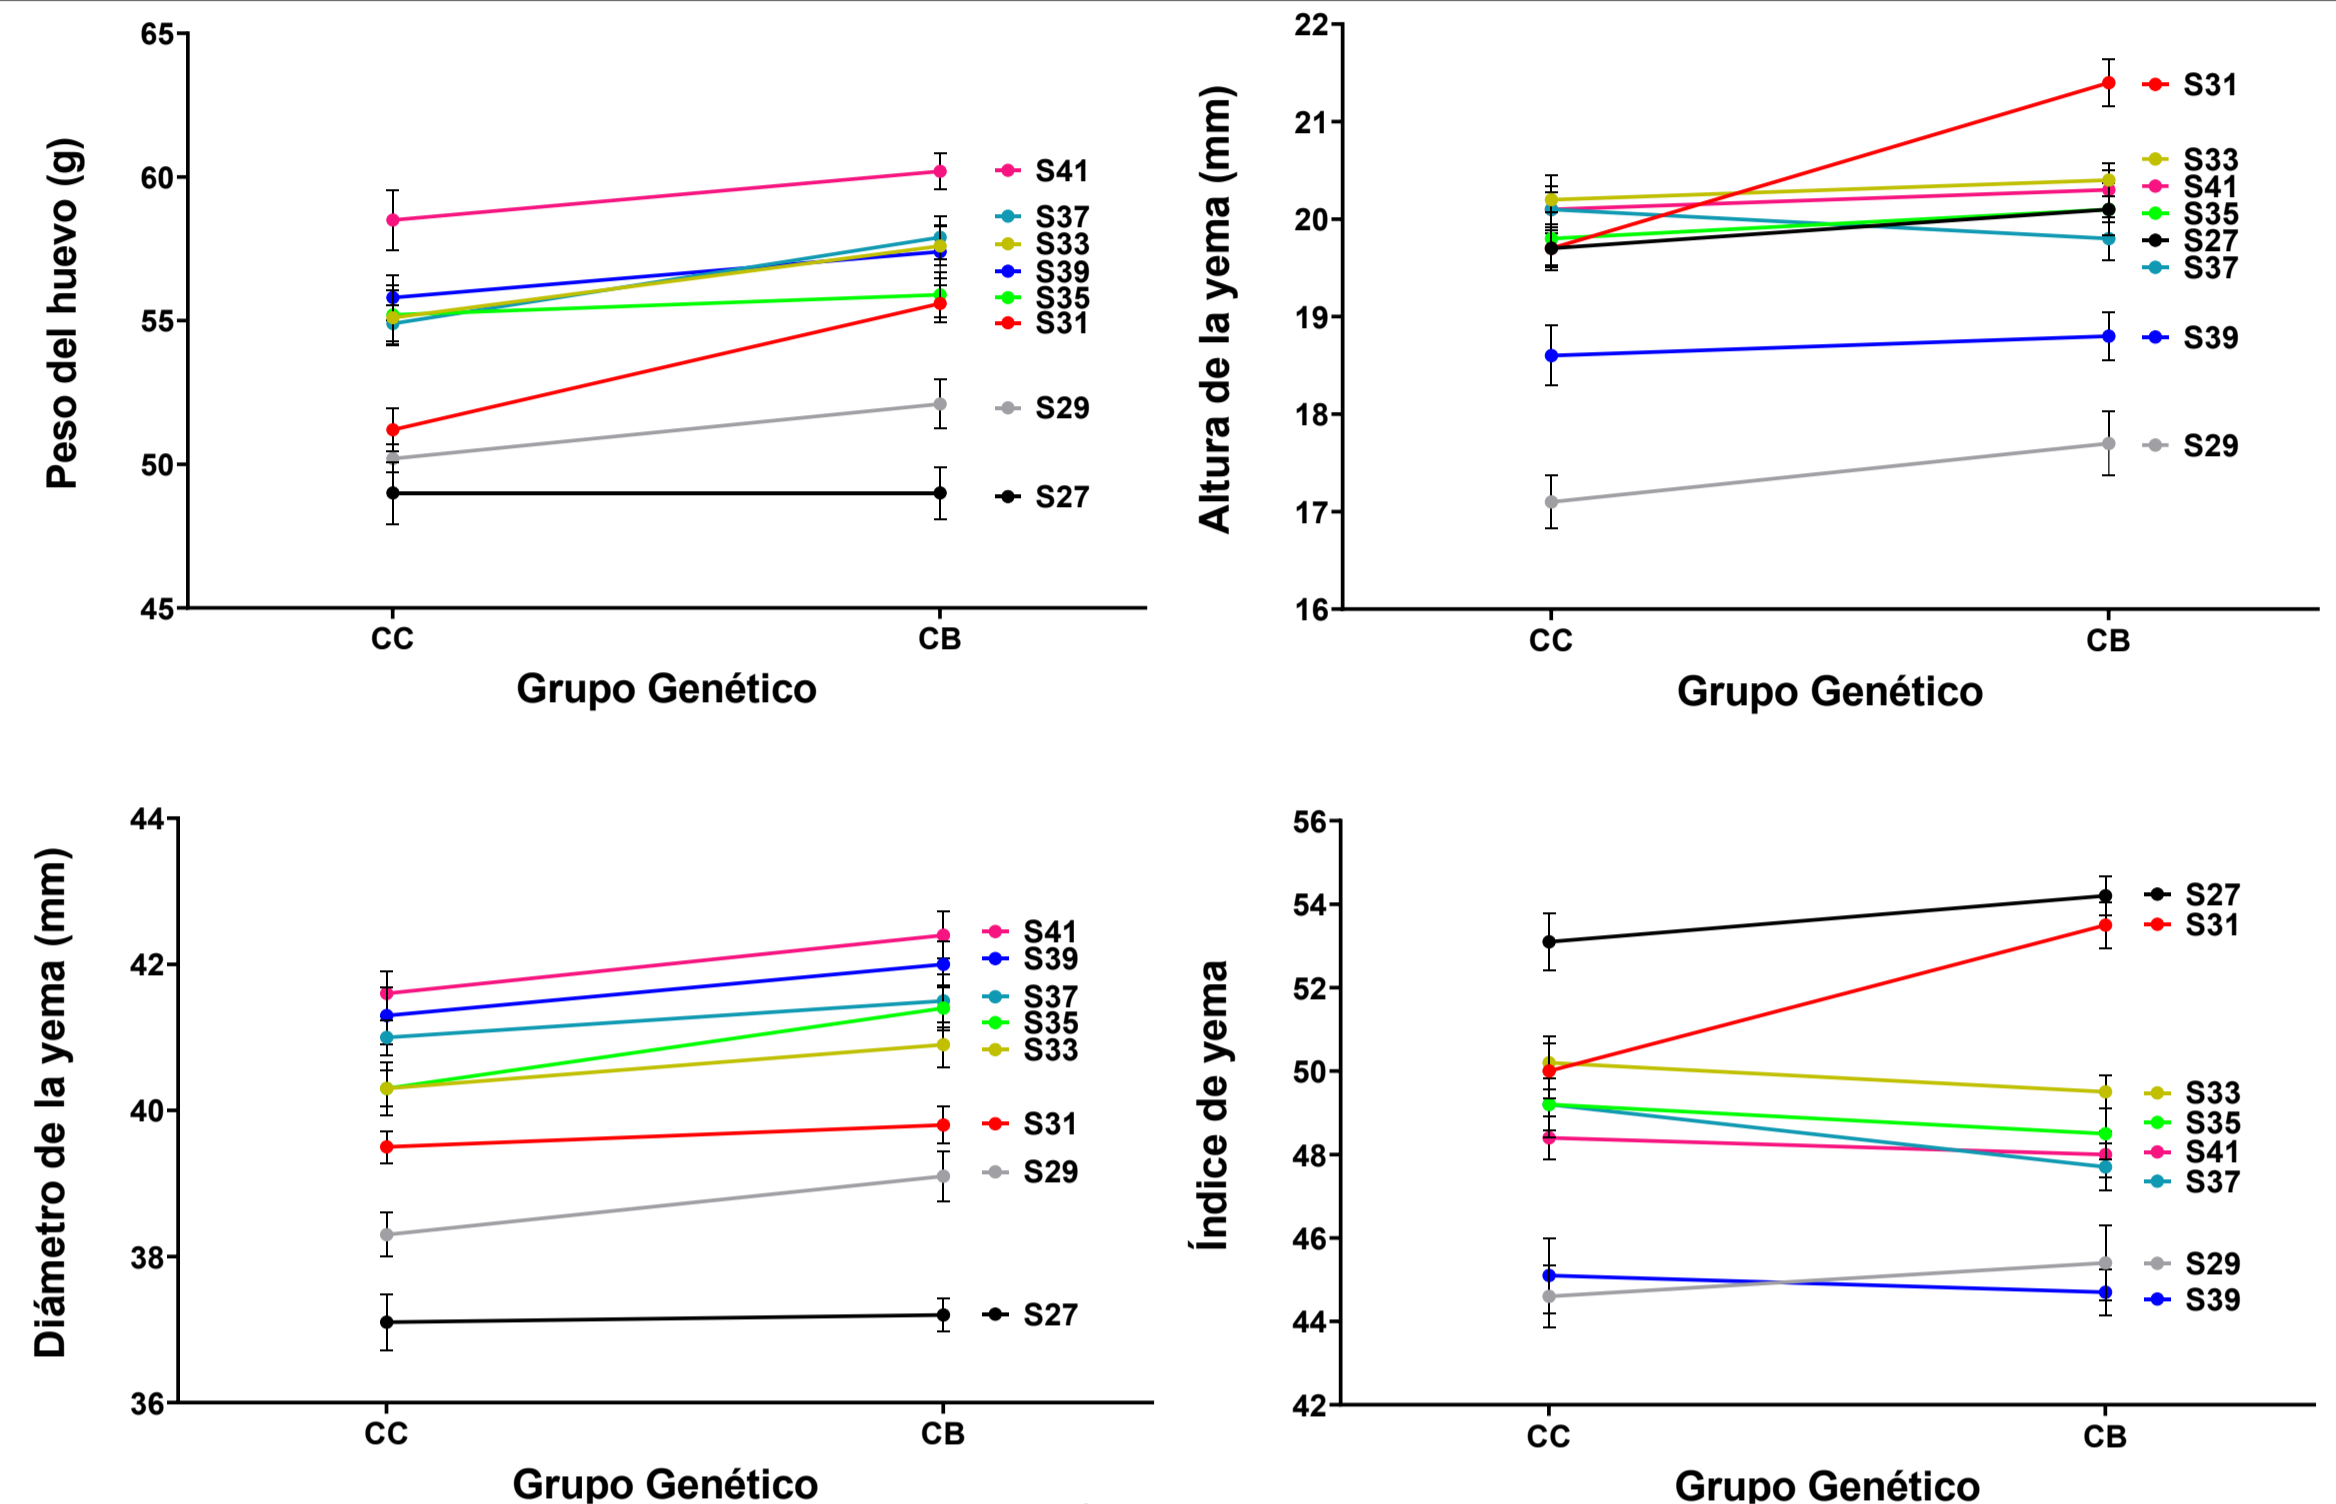 Peso del huevo (g)
65
60
55
50
45
CC
CB
Grupo Genético
S41
S37
S33
S39
S35
S31
S29
S27
Altura de la yema (mm)
22
21
20
19
18
17
16
CC
CB
Grupo Genético
S31
S33
S41
S35
S27
S37
S39
S29
Diámetro de la yema (mm)
44
42
40
38
36
CC
CB
Grupo Genético
S41
S39
S37
S35
S33
S31
S29
S27
Índice de yema
56
54
52
50
48
46
44
42
CC
CB
Grupo Genético
S27
S31
S33
S35
S41
S37
S29
S39